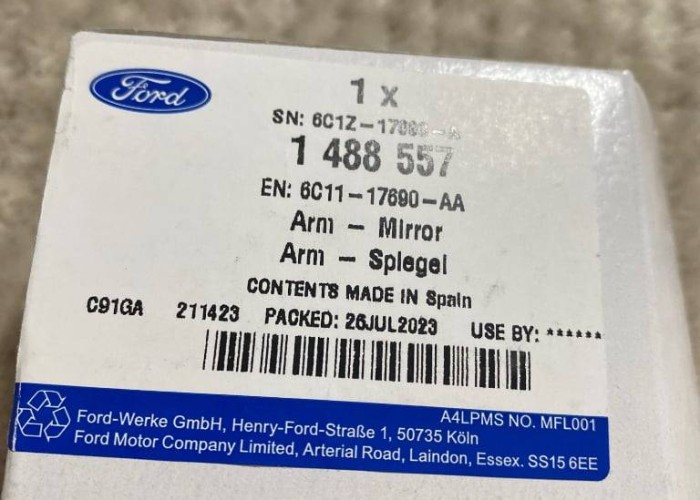 Ford
1 x
SN: 6C1Z-
1 488 557
EN: 6C11-17690-AA
Arm - Mirror
Arm - Spiegel
CONTENTS MADE IN Spain
C91GA 211423 PACKED: 26JUL2023 USE BY: ******
A4LPMS NO. MFL001
Ford-Werke GmbH, Henry-Ford-Straße 1, 50735 Köln
Ford Motor Company Limited, Arterial Road, Laindon, Essex. SS15 6EE